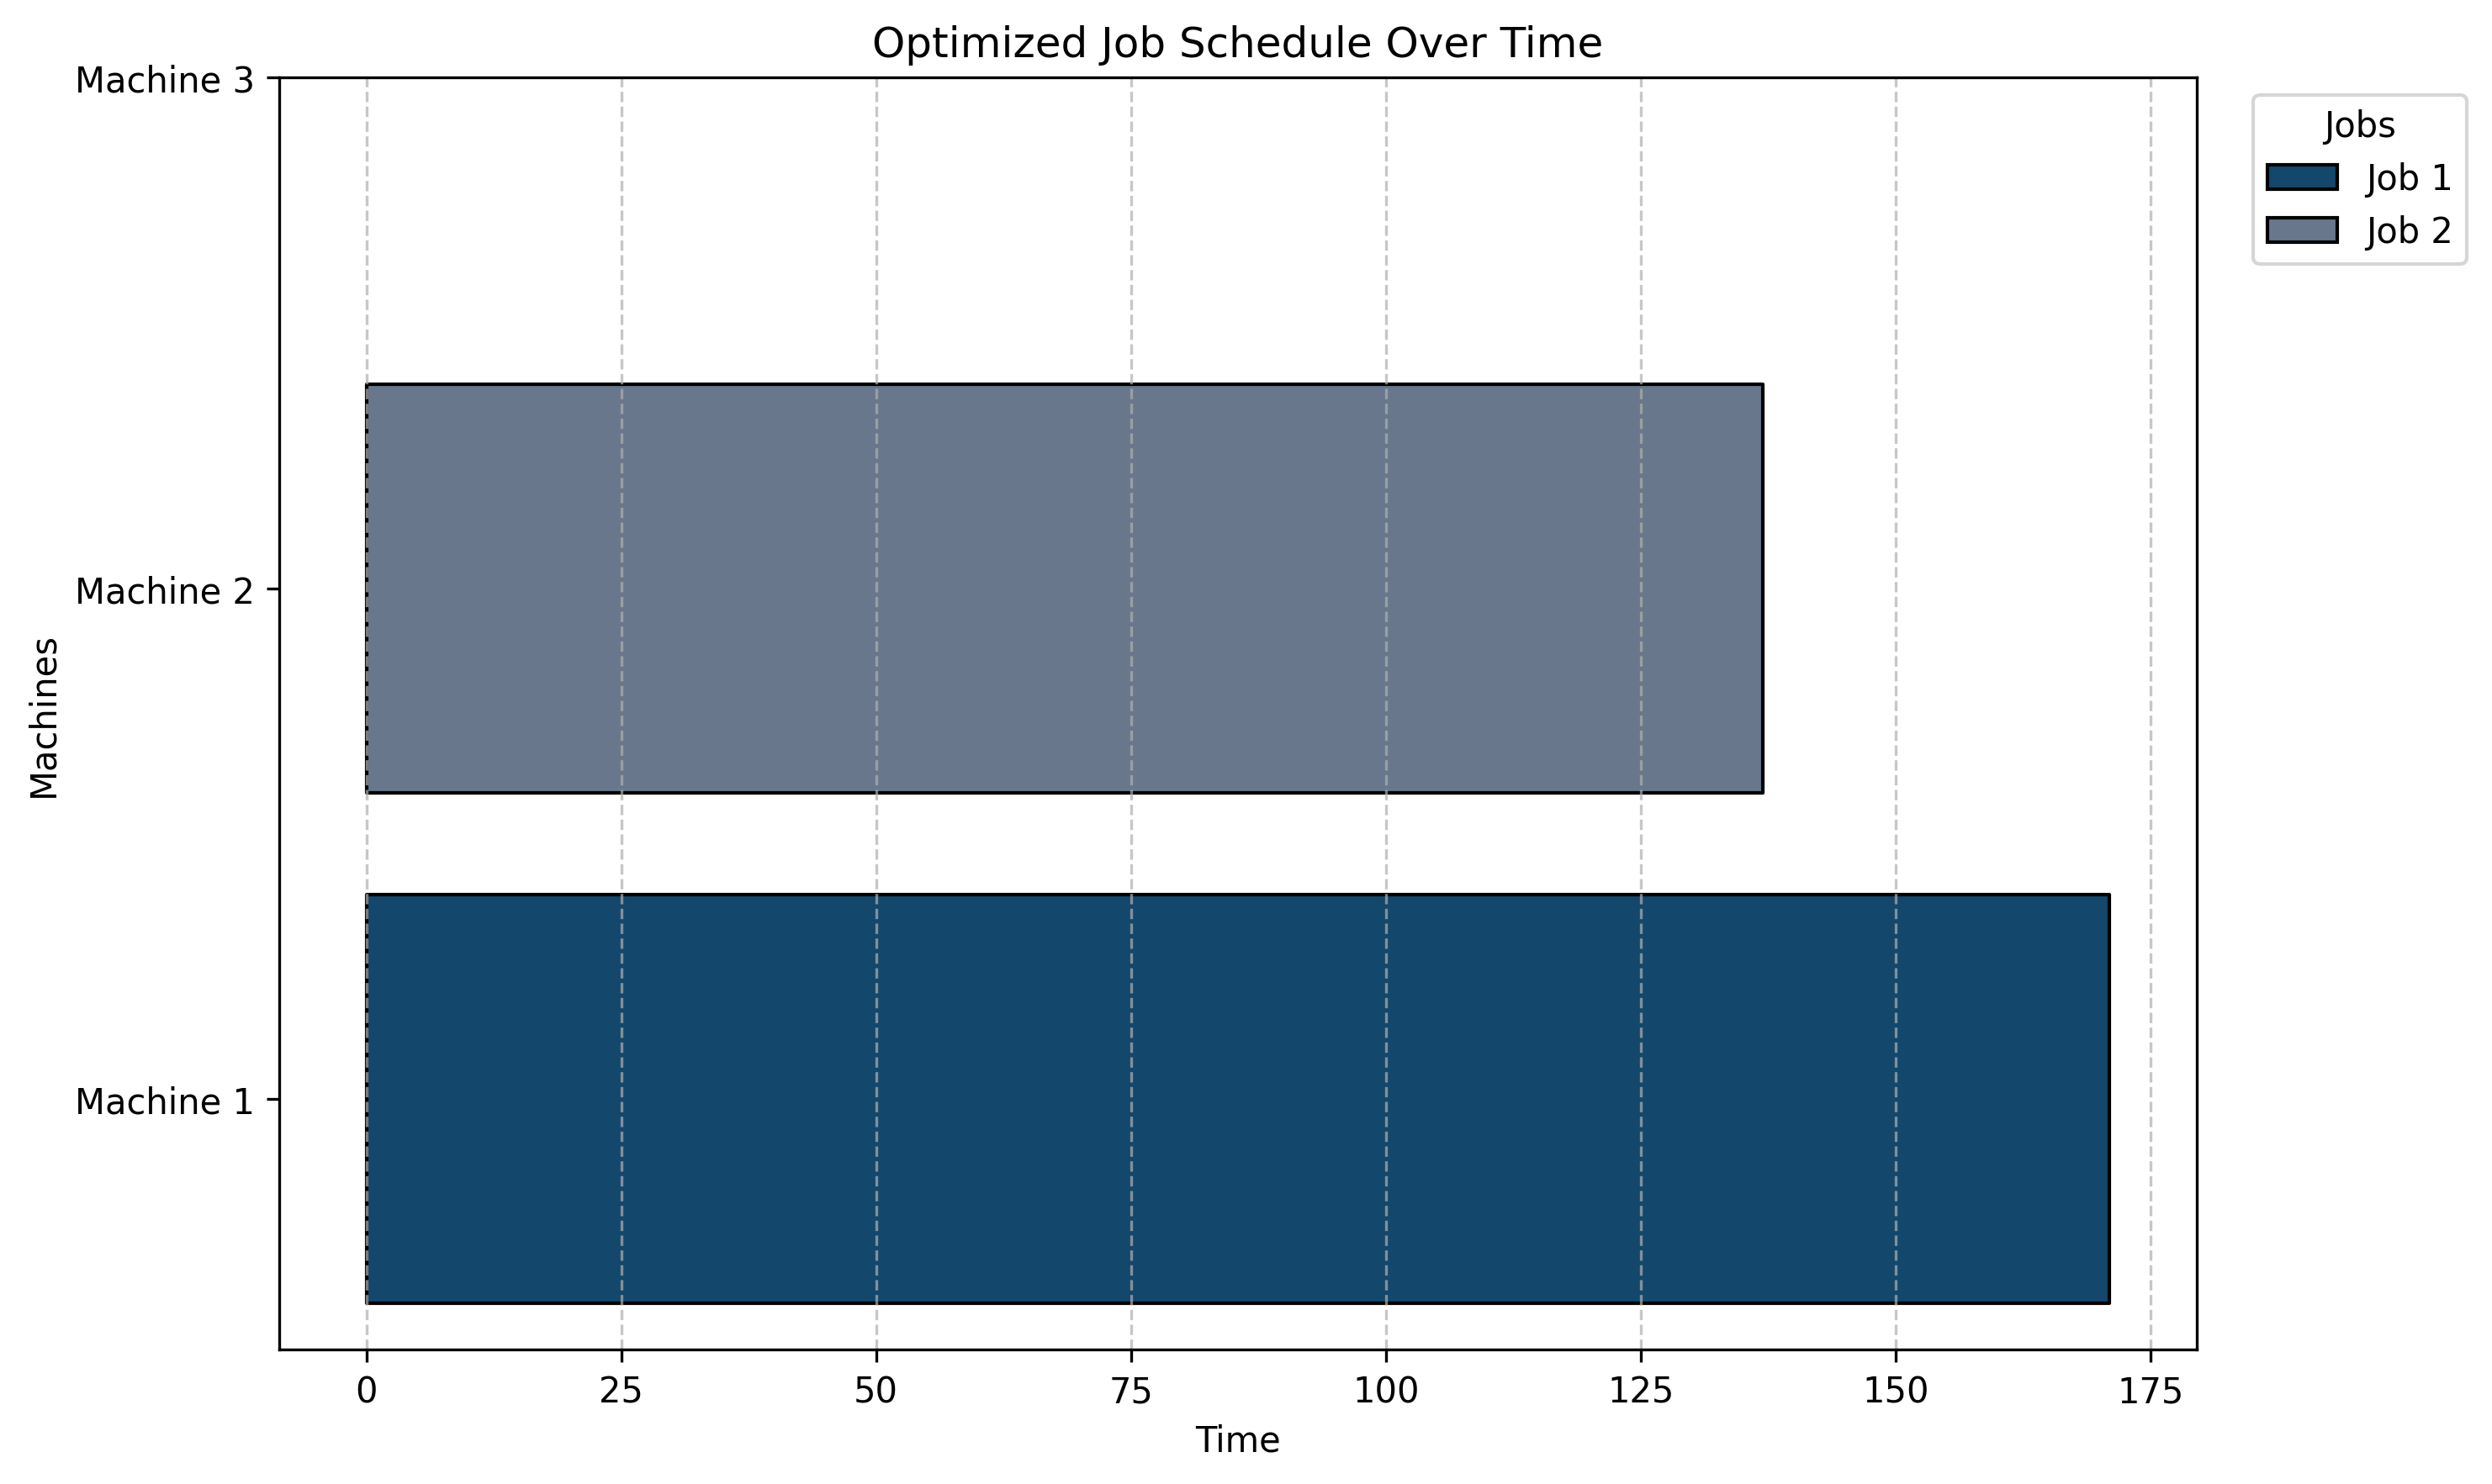 Optimized Job Schedule Over Time
Machine 3
Machine 2
Machine 1
Machines
0 25 50 75 100 125 150 175
Time
Jobs
Job 1
Job 2